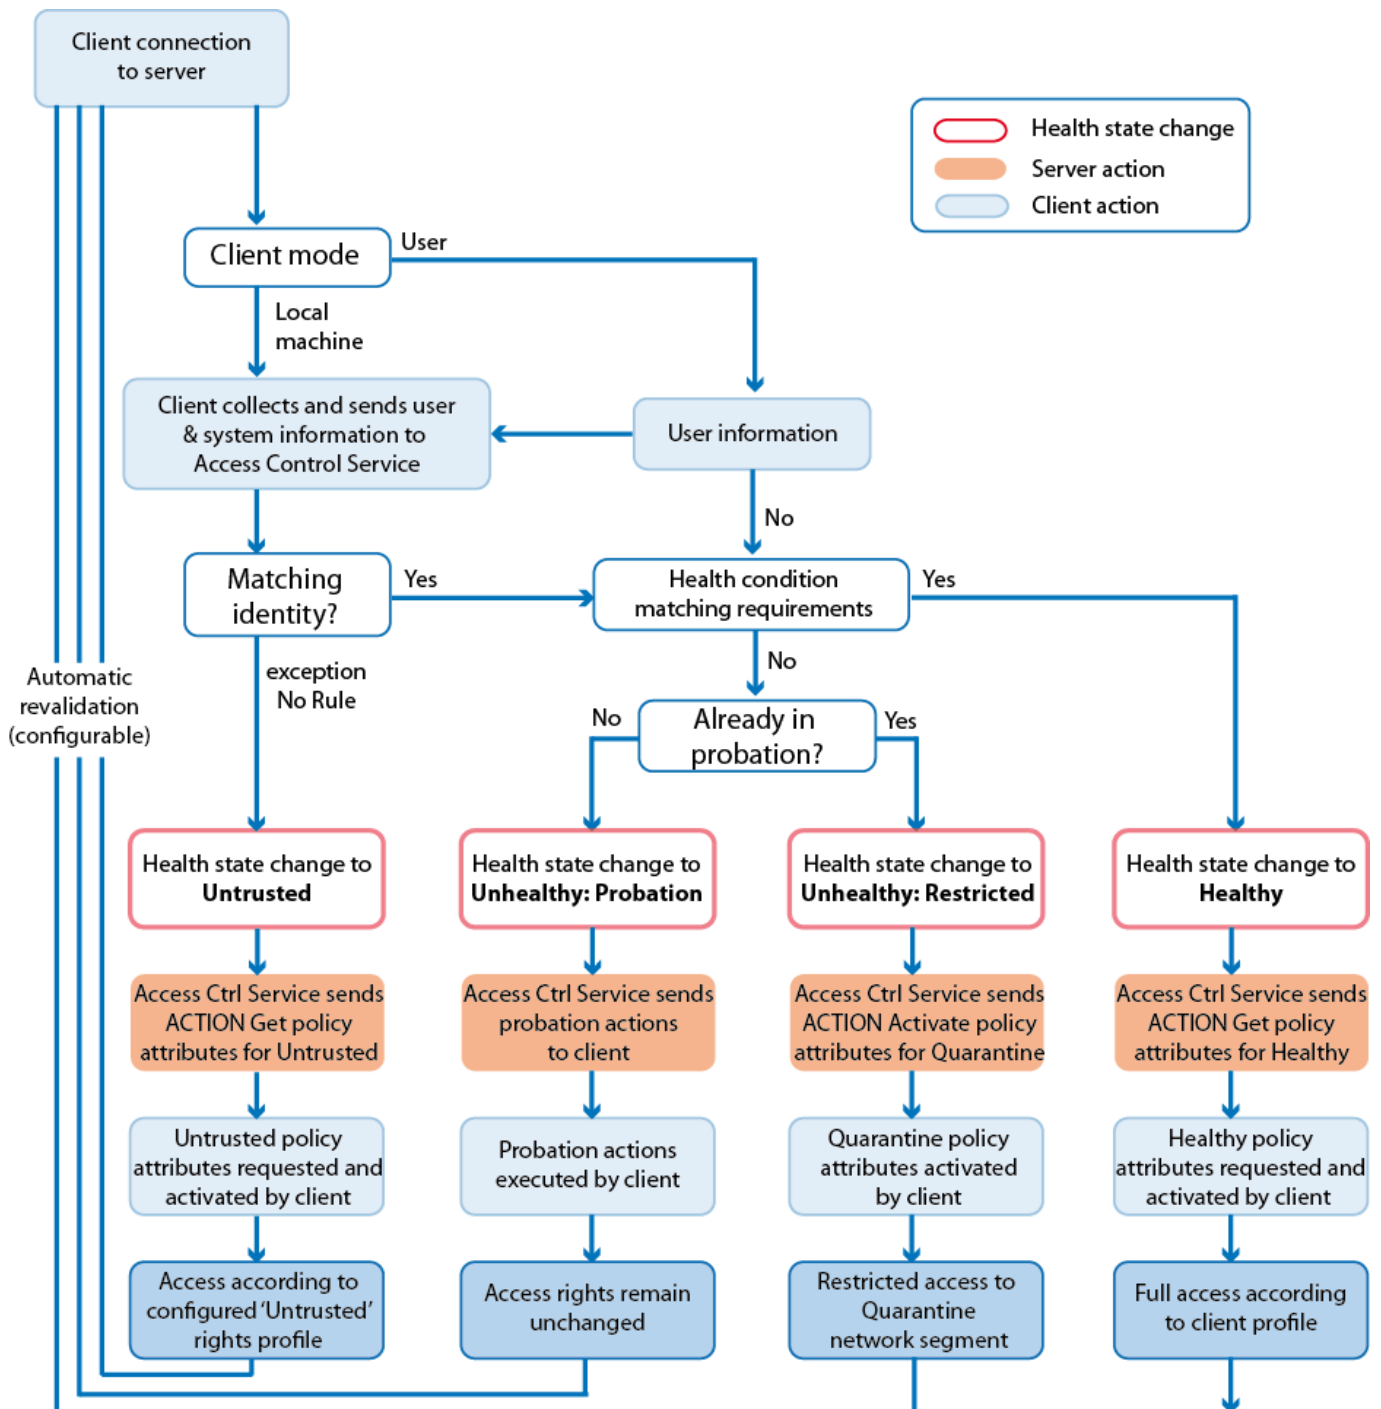 Client connection
to server
Health state change
Server action
Client action
Client mode
User
Local
machine
Client collects and sends user
& system information to
Access Control Service
User information
No
Matching
identity?
Yes
Health condition
matching requirements
Yes
exception
No Rule
No
Automatic
revalidation
(configurable)
No
Already in
probation?
Yes
Health state change to
Untrusted
Health state change to
Unhealthy: Probation
Health state change to
Unhealthy: Restricted
Health state change to
Healthy
Access Ctrl Service sends
ACTION Get policy
attributes for Untrusted
Access Ctrl Service sends
probation actions
to client
Access Ctrl Service sends
ACTION Activate policy
attributes for Quarantine
Access Ctrl Service sends
ACTION Get policy
attributes for Healthy
Untrusted policy
attributes requested and
activated by client
Probation actions
executed by client
Quarantine policy
attributes activated
by client
Healthy policy
attributes requested and
activated by client
Access according to
configured ‘Untrusted’
rights profile
Access rights remain
unchanged
Restricted access to
Quarantine
network segment
Full access according
to client profile